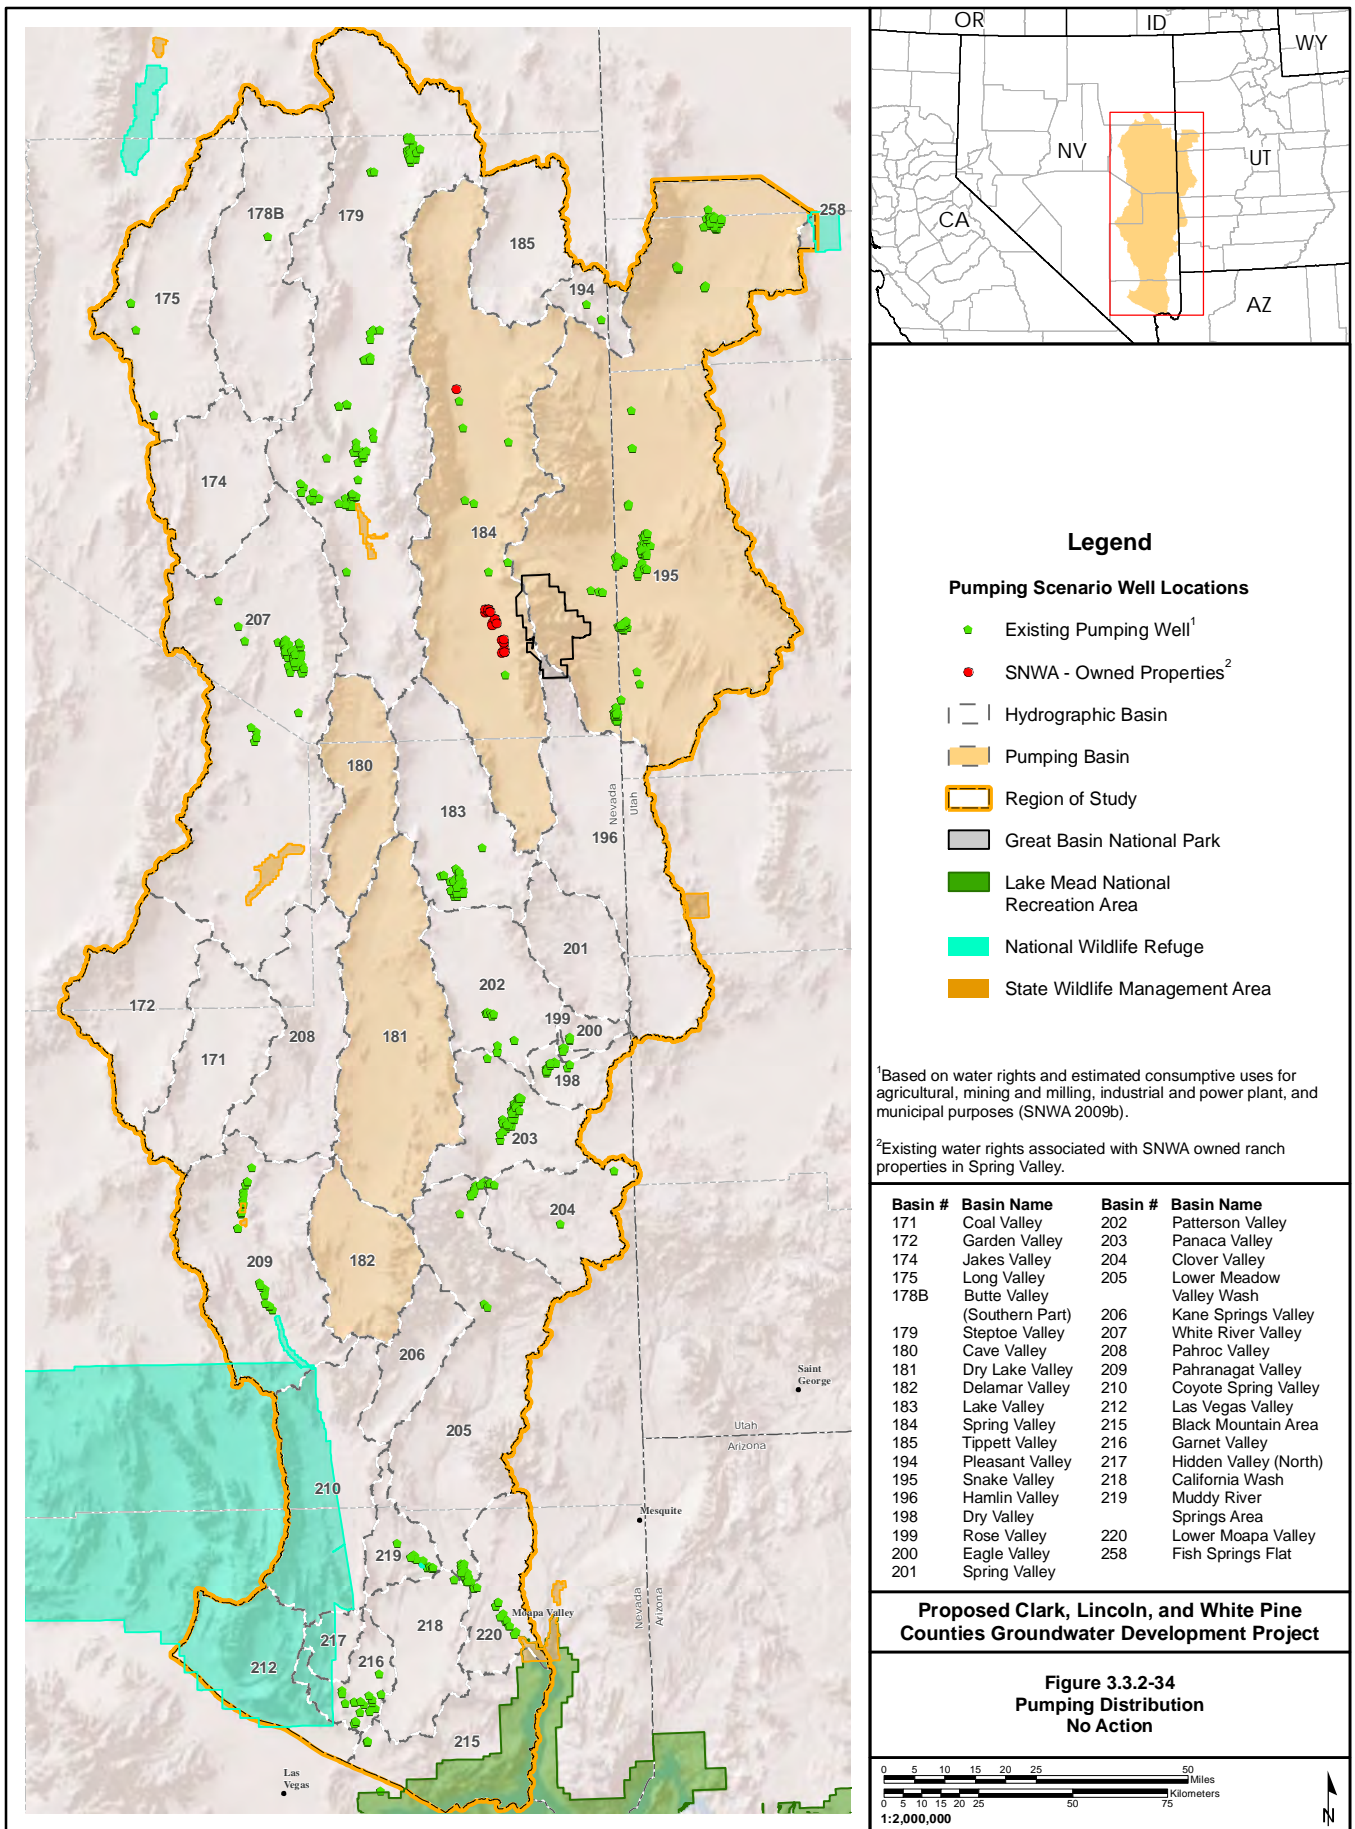 258
178B
179
185
175
194
174
184
195
207
180
183
Nevada
Utah
196
201
172
202
199
200
208
171
181
198
203
204
209
182
206
Saint
George
205
Utah
Arizona
210
Mesquite
219
Nevada
Arizona
Moapa Valley
218
220
217
216
212
215
Las
Vegas
OR
ID
WY
NV
UT
CA
AZ
Legend
Pumping Scenario Well Locations
Existing Pumping Well1
SNWA - Owned Properties2
Hydrographic Basin
Pumping Basin
Region of Study
Great Basin National Park
Lake Mead National
Recreation Area
National Wildlife Refuge
State Wildlife Management Area
1Based on water rights and estimated consumptive uses for
agricultural, mining and milling, industrial and power plant, and
municipal purposes (SNWA 2009b).
2Existing water rights associated with SNWA owned ranch
properties in Spring Valley.
Basin # Basin Name Basin # Basin Name
171 Coal Valley 202 Patterson Valley
172 Garden Valley 203 Panaca Valley
174 Jakes Valley 204 Clover Valley
175 Long Valley 205 Lower Meadow
178B Butte Valley Valley Wash
(Southern Part) 206 Kane Springs Valley
179 Steptoe Valley 207 White River Valley
180 Cave Valley 208 Pahroc Valley
181 Dry Lake Valley 209 Pahranagat Valley
182 Delamar Valley 210 Coyote Spring Valley
183 Lake Valley 212 Las Vegas Valley
184 Spring Valley 215 Black Mountain Area
185 Tippett Valley 216 Garnet Valley
194 Pleasant Valley 217 Hidden Valley (North)
195 Snake Valley 218 California Wash
196 Hamlin Valley 219 Muddy River
198 Dry Valley Springs Area
199 Rose Valley 220 Lower Moapa Valley
200 Eagle Valley 258 Fish Springs Flat
201 Spring Valley
Proposed Clark, Lincoln, and White Pine
Counties Groundwater Development Project
Figure 3.3.2-34
Pumping Distribution
No Action
0 5 10 15 20 25 50
Miles
0 5 10 15 20 25 50 75
Kilometers
1:2,000,000
N